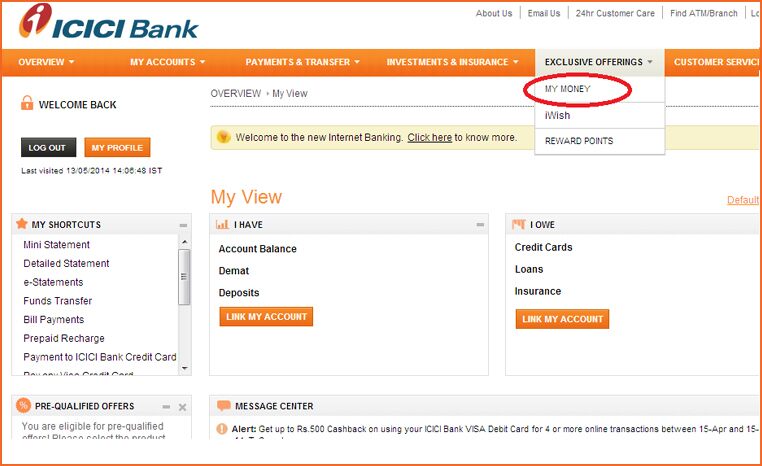 ICICI Bank
About Us | Email Us | 24hr Customer Care | Find ATM/Branch |
OVERVIEW MY ACCOUNTS PAYMENTS & TRANSFER INVESTMENTS & INSURANCE EXCLUSIVE OFFERINGS CUSTOMER
MY MONEY
iWish
REWARD POINTS
WELCOME BACK
OVERVIEW › My View
Welcome to the new Internet Banking. Click here to know more.
LOG OUT MY PROFILE
Last visited 13/05/2014 14:06:48 IST
My View
Default
MY SHORTCUTS
Mini Statement
Detailed Statement
e-Statements
Funds Transfer
Bill Payments
Prepaid Recharge
Payment to ICICI Bank Credit Card
Pay any Visa Credit Card
I HAVE
Account Balance
Demat
Deposits
LINK MY ACCOUNT
I OWE
Credit Cards
Loans
Insurance
LINK MY ACCOUNT
% PRE-QUALIFIED OFFERS
You are eligible for pre-qualified
offers! Please select the product
MESSAGE CENTER
Alert: Get up to Rs.500 Cashback on using your ICICI Bank VISA Debit Card for 4 or more online transactions between 15-Apr and 15-